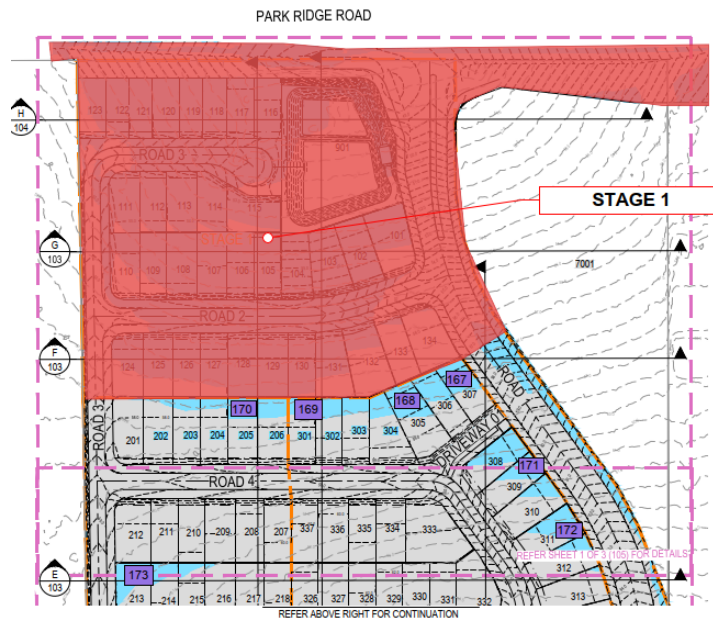 PARK RIDGE ROAD
H
104
123 122 121 120 119 118 117 116
901
ROAD 3
STAGE 1
111 112 113 114 115
101
G
103
110 109 108 107 106 105 104 103 102
7001
ROAD 2
F
103
124 125 126 127 128 129 130 131 132 133 134
ROAD 1
167
170 169 168
307
306
305
ROAD 3
201 202 203 204 205 206 301 302 303 304
DRIVEWAY 01
308
171
309
ROAD 4
310
172
311
212 211 210 209 208 207 337 336 335 334 333
REFER SHEET 1 OF 3 (105) FOR DETAILS
E
103
173
312
213 214 215 216 217 218 326 327 328 329 330 331 332
313
REFER ABOVE RIGHT FOR CONTINUATION